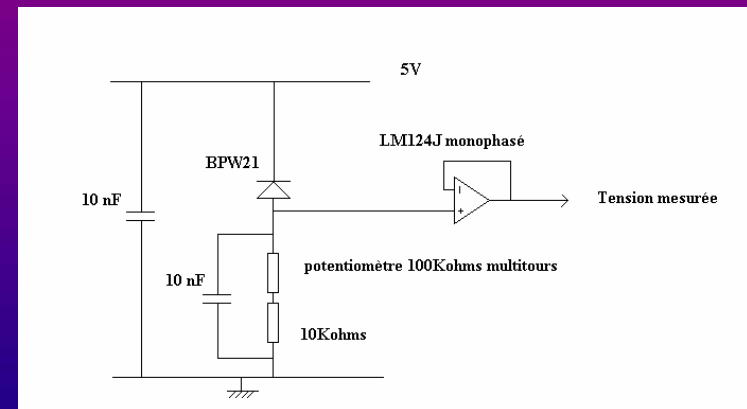 5V
LM124J monophasé
BPW21
10 nF
Tension mesurée
potentiomètre 100Kohms multitours
10 nF
10Kohms